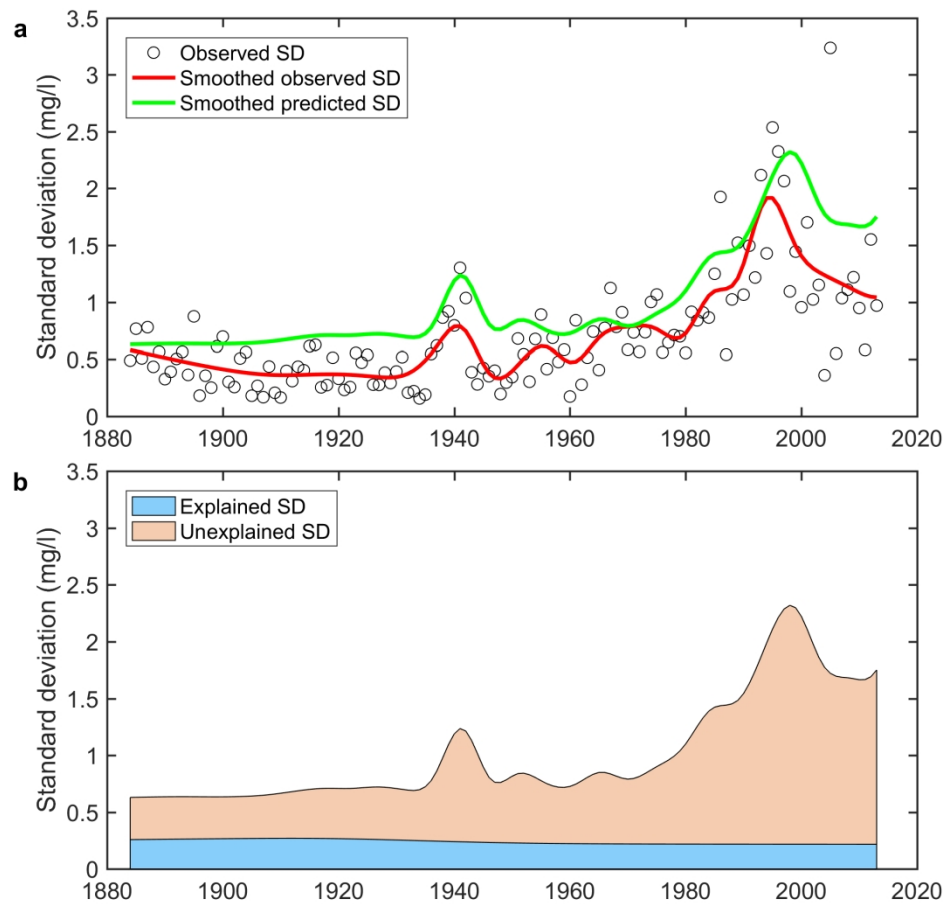 a
Standard deviation (mg/l)
3.5
3
2.5
2
1.5
1
0.5
0
Observed SD
Smoothed observed SD
Smoothed predicted SD
1880 1900 1920 1940 1960 1980 2000 2020
b
Standard deviation (mg/l)
3.5
3
2.5
2
1.5
1
0.5
0
Explained SD
Unexplained SD
1880 1900 1920 1940 1960 1980 2000 2020